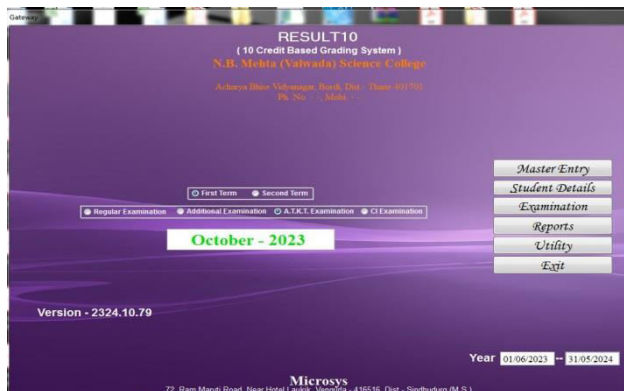 Gateway
RESULT10
( 10 Credit Based Grading System )
N.B. Mehta (Valwada) Science College
Acharya Bhise Vidyanagar, Bordi, Dist - Thane 401701
Ph. No - -, Mobi. - -
First Term Second Term
Regular Examination Additional Examination A.T.K.T. Examination CI Examination
October - 2023
Master Entry
Student Details
Examination
Reports
Utility
Exit
Version - 2324.10.79
Year 01/06/2023 -- 31/05/2024
Microsys
72, Ram Maruti Road, Near Hotel Laukik, Vengurla - 416516, Dist - Sindhudurg (M.S.)